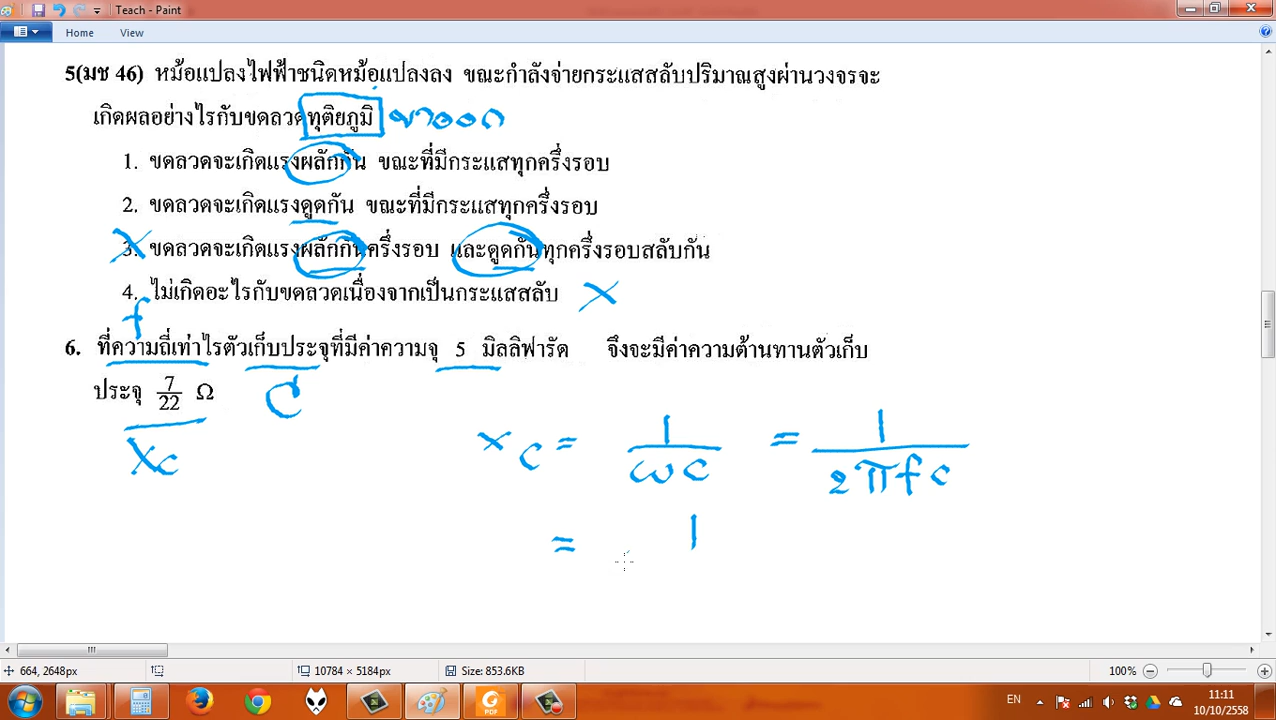 Teach - Paint
Home View
5(มช 46) หม้อแปลงไฟฟ้าชนิดหม้อแปลงลง ขณะกำลังจ่ายกระแสสลับปริมาณสูงผ่านวงจรจะ
เกิดผลอย่างไรกับขดลวดทุติยภูมิ ขาออก
1. ขดลวดจะเกิดแรงผลักกัน ขณะที่มีกระแสทุกครึ่งรอบ
2. ขดลวดจะเกิดแรงดูดกัน ขณะที่มีกระแสทุกครึ่งรอบ
X 3. ขดลวดจะเกิดแรงผลักกันครึ่งรอบ และดูดกันทุกครึ่งรอบสลับกัน
4. ไม่เกิดอะไรกับขดลวดเนื่องจากเป็นกระแสสลับ X
f
6. ที่ความถี่เท่าไรตัวเก็บประจุที่มีค่าความจุ 5 มิลลิฟารัด จึงจะมีค่าความต้านทานตัวเก็บ
ประจุ 7/22 Ω C
Xc
xc = 1/ωc = 1/2πfc
= 1
664, 2648px 10784 × 5184px Size: 853.6KB 100%
PDF EN 11:11
10/10/2558